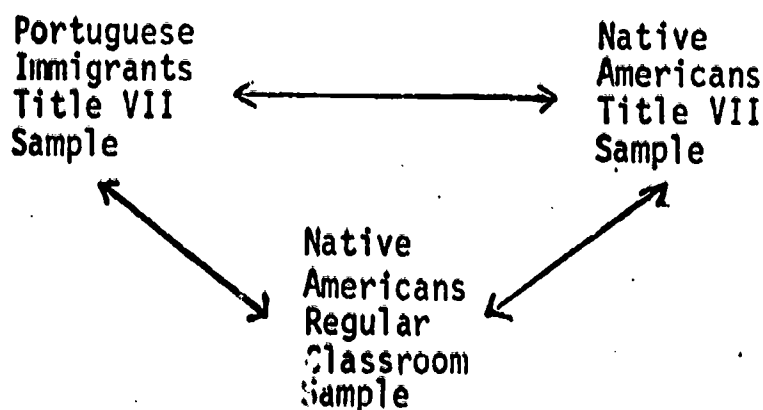 Portuguese
Immigrants
Title VII
Sample
Native
Americans
Title VII
Sample
Native
Americans
Regular
Classroom
Sample